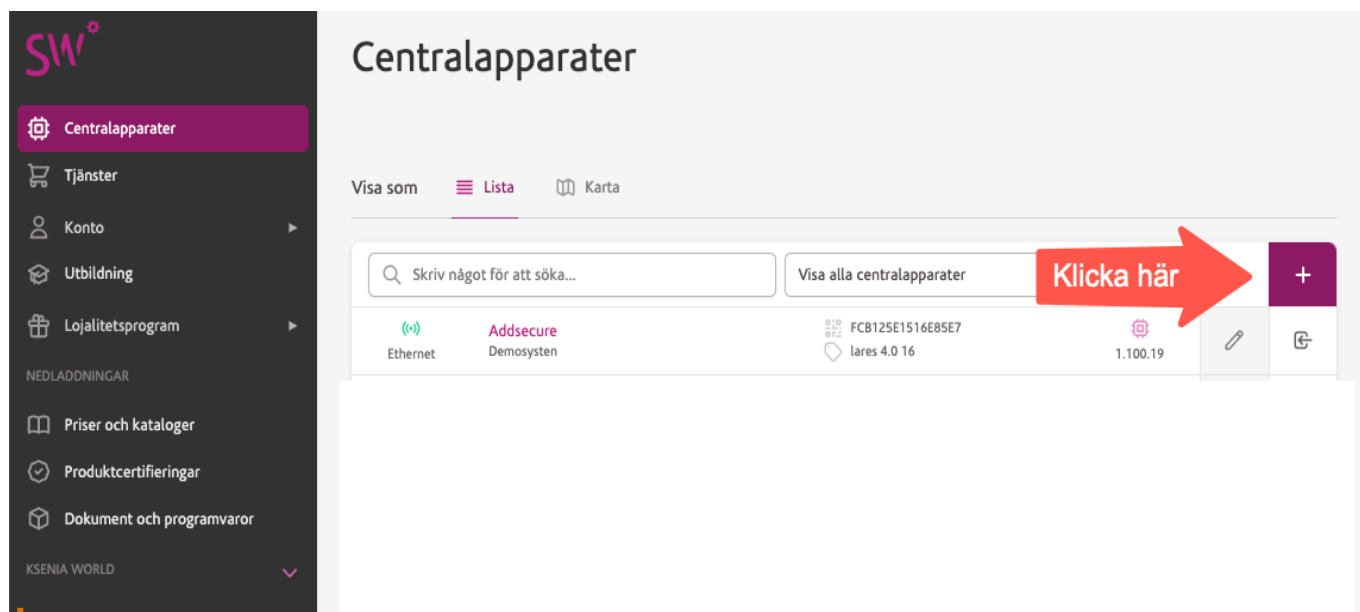 SW
Centralapparater
Tjänster
Konto
Utbildning
Lojalitetsprogram
NEDLADDNINGAR
Priser och kataloger
Produktcertifieringar
Dokument och programvaror
KSENIA WORLD
Centralapparater
Visa som Lista Karta
Skriv något för att söka... Visa alla centralapparater Klicka här +
Addsecure FCB125E1516E85E7
Ethernet Demosysten lares 4.0 16 1.100.19